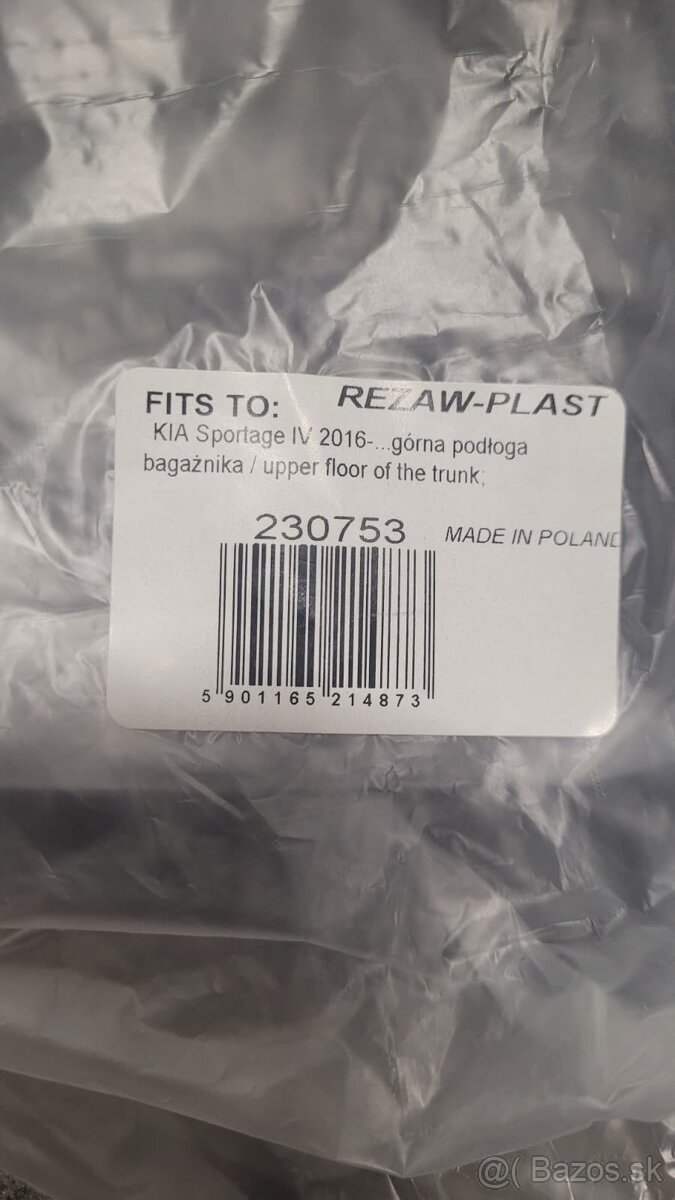 FITS TO: REZAW-PLAST
KIA Sportage IV 2016-...górna podłoga
bagażnika / upper floor of the trunk;
230753 MADE IN POLAND
5 901165 214873
@( Bazos.sk